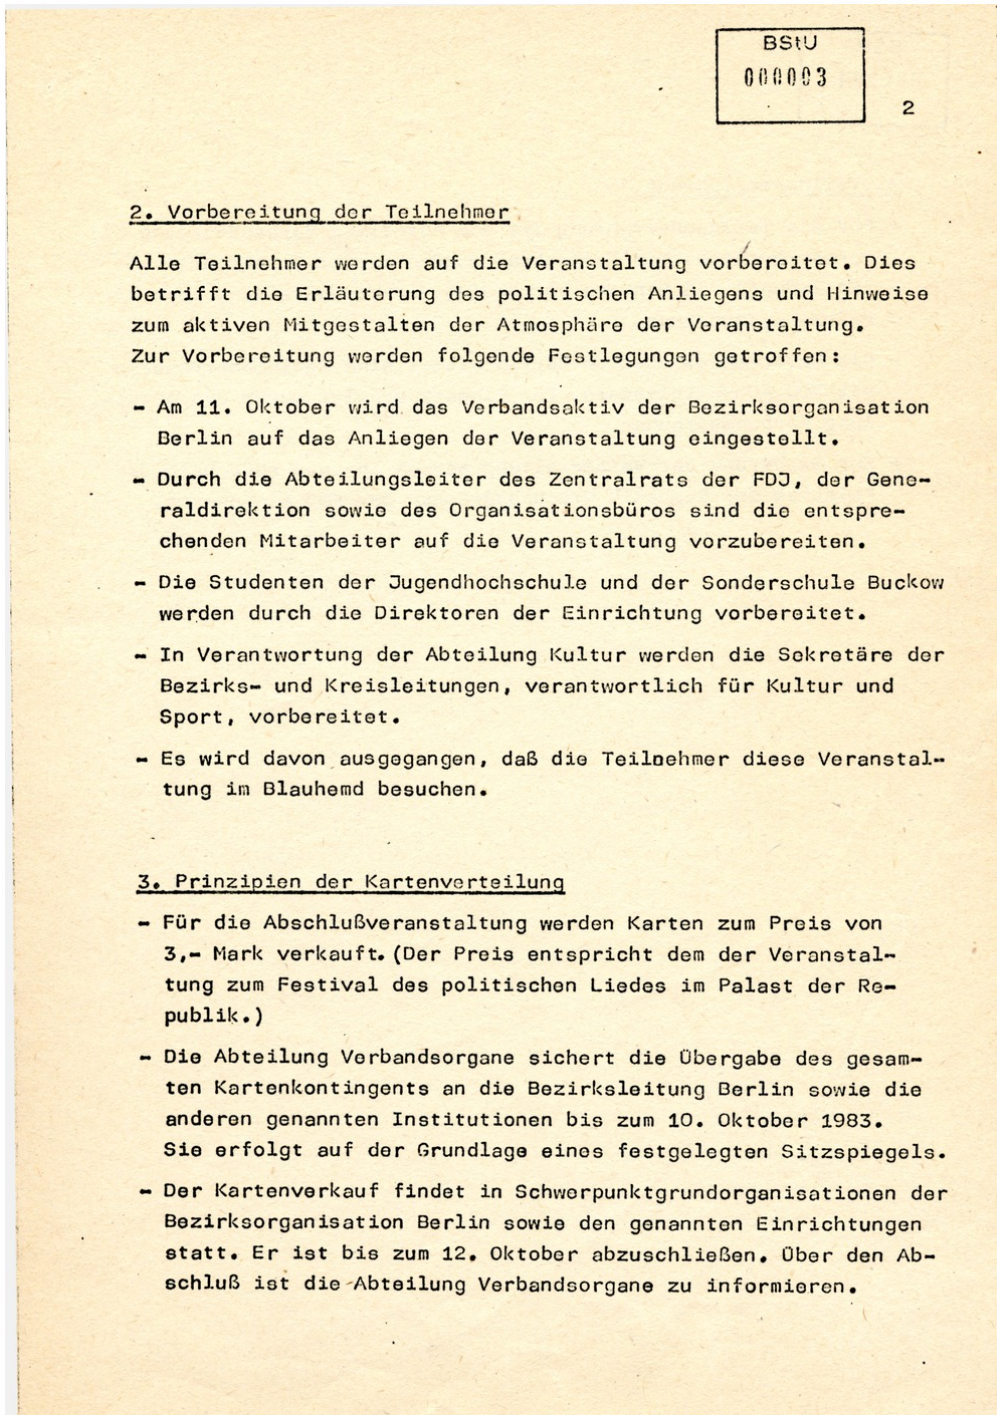 BStU
000003
2
2. Vorbereitung der Teilnehmer
Alle Teilnehmer werden auf die Veranstaltung vorbereitet. Dies
betrifft die Erläuterung des politischen Anliegens und Hinweise
zum aktiven Mitgestalten der Atmosphäre der Veranstaltung.
Zur Vorbereitung werden folgende Festlegungen getroffen:
- Am 11. Oktober wird das Verbandsaktiv der Bezirksorganisation
Berlin auf das Anliegen der Veranstaltung eingestellt.
- Durch die Abteilungsleiter des Zentralrats der FDJ, der Gene-
raldirektion sowie des Organisationsbüros sind die entspre-
chenden Mitarbeiter auf die Veranstaltung vorzubereiten.
- Die Studenten der Jugendhochschule und der Sonderschule Buckow
werden durch die Direktoren der Einrichtung vorbereitet.
- In Verantwortung der Abteilung Kultur werden die Sekretäre der
Bezirks- und Kreisleitungen, verantwortlich für Kultur und
Sport, vorbereitet.
- Es wird davon ausgegangen, daß die Teilnehmer diese Veranstal-
tung im Blauhemd besuchen.
3. Prinzipien der Kartenverteilung
- Für die Abschlußveranstaltung werden Karten zum Preis von
3,- Mark verkauft. (Der Preis entspricht dem der Veranstal-
tung zum Festival des politischen Liedes im Palast der Re-
publik.)
- Die Abteilung Verbandsorgane sichert die Übergabe des gesam-
ten Kartenkontingents an die Bezirksleitung Berlin sowie die
anderen genannten Institutionen bis zum 10. Oktober 1983.
Sie erfolgt auf der Grundlage eines festgelegten Sitzspiegels.
- Der Kartenverkauf findet in Schwerpunktgrundorganisationen der
Bezirksorganisation Berlin sowie den genannten Einrichtungen
statt. Er ist bis zum 12. Oktober abzuschließen. Über den Ab-
schluß ist die Abteilung Verbandsorgane zu informieren.